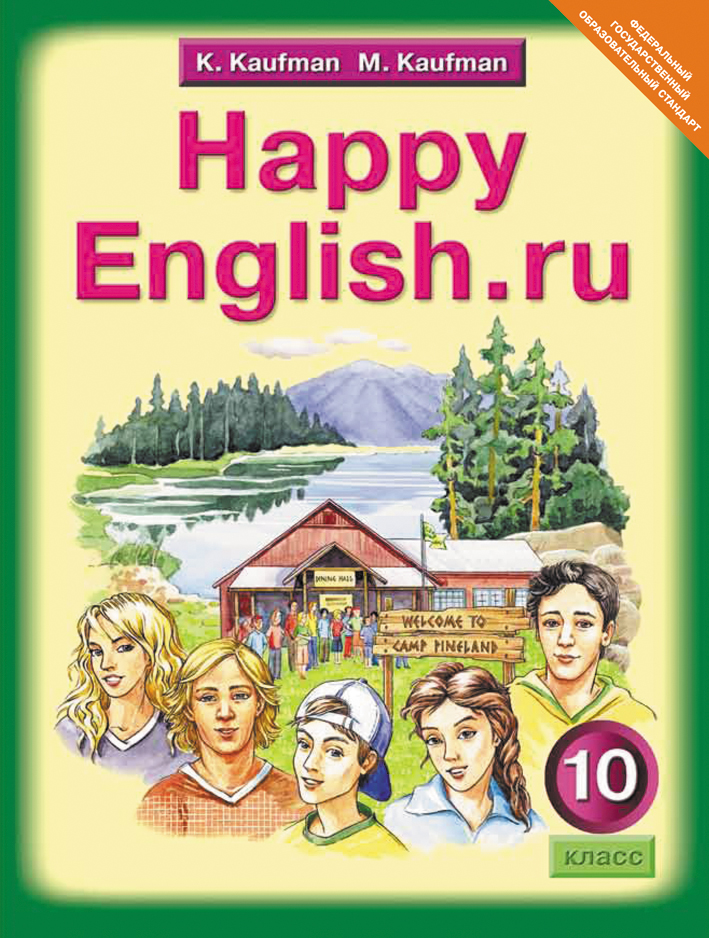 ФЕДЕРАЛЬНЫЙ
ГОСУДАРСТВЕННЫЙ
ОБРАЗОВАТЕЛЬНЫЙ СТАНДАРТ
K. Kaufman M. Kaufman
Happy
English.ru
DINING HALL
WELCOME TO
CAMP PINELAND
10
класс